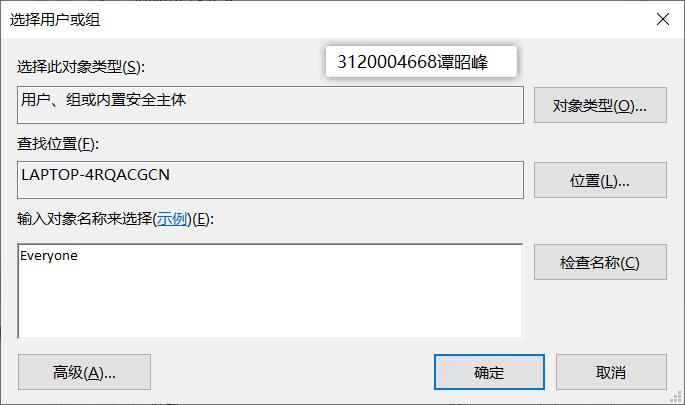 选择用户或组
3120004668谭昭峰
选择此对象类型(S):
用户、组或内置安全主体
对象类型(O)...
查找位置(F):
LAPTOP-4RQACGCN
位置(L)...
输入对象名称来选择(示例)(E):
Everyone
检查名称(C)
高级(A)...
确定
取消